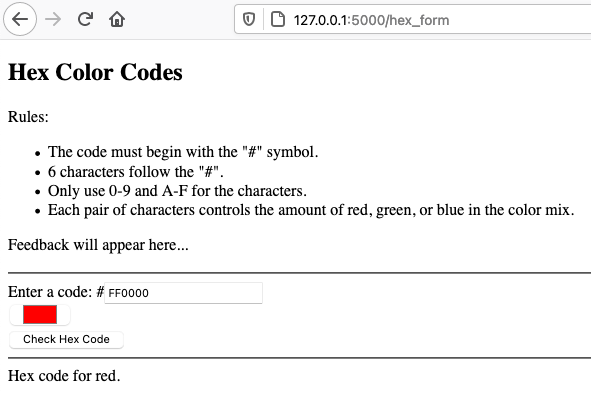 127.0.0.1:5000/hex_form
Hex Color Codes
Rules:
• The code must begin with the "#" symbol.
• 6 characters follow the "#".
• Only use 0-9 and A-F for the characters.
• Each pair of characters controls the amount of red, green, or blue in the color mix.
Feedback will appear here...
Enter a code: # FF0000
Check Hex Code
Hex code for red.